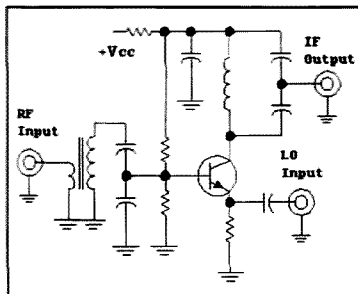 +Vcc
IF
Output
RF
Input
LO
Input